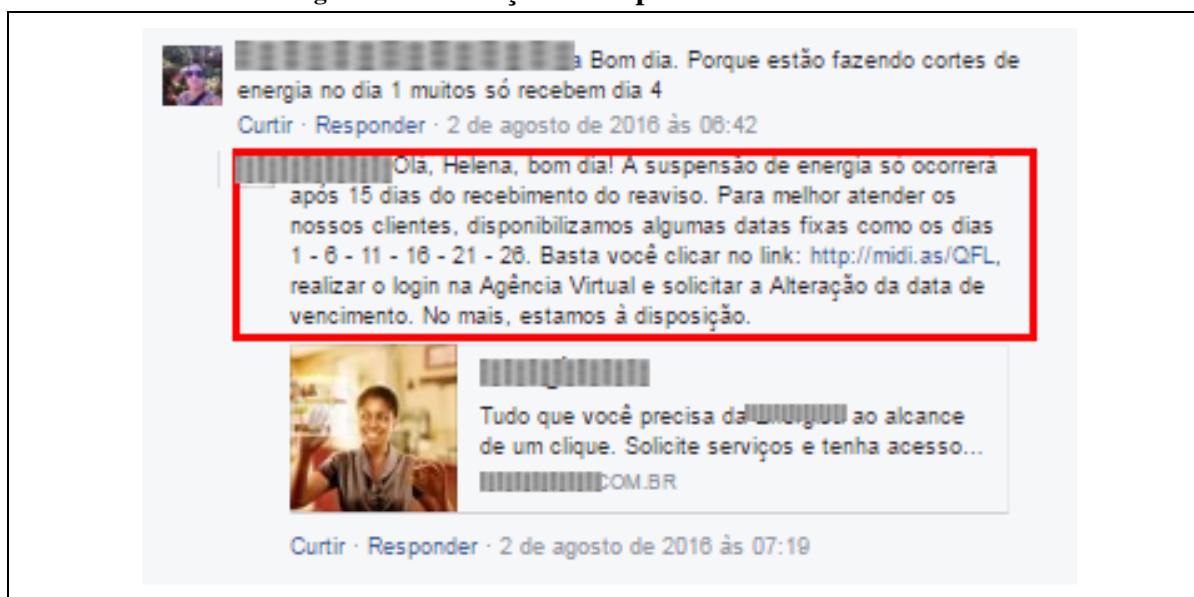 Bom dia. Porque estão fazendo cortes de
energia no dia 1 muitos só recebem dia 4
Curtir · Responder · 2 de agosto de 2016 às 06:42
Olá, Helena, bom dia! A suspensão de energia só ocorrerá
após 15 dias do recebimento do reaviso. Para melhor atender os
nossos clientes, disponibilizamos algumas datas fixas como os dias
1 - 6 - 11 - 16 - 21 - 26. Basta você clicar no link: http://midi.as/QFL,
realizar o login na Agência Virtual e solicitar a Alteração da data de
vencimento. No mais, estamos à disposição.
Tudo que você precisa da ao alcance
de um clique. Solicite serviços e tenha acesso...
COM.BR
Curtir · Responder · 2 de agosto de 2016 às 07:19